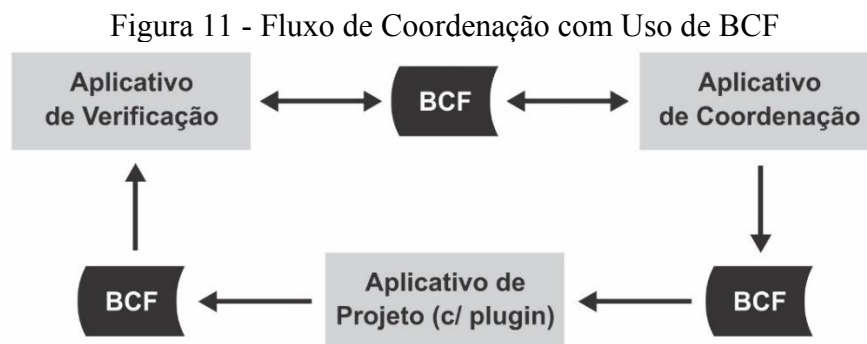 Figura 11 - Fluxo de Coordenação com Uso de BCF
Aplicativo
de Verificação
BCF
Aplicativo
de Coordenação
BCF
Aplicativo de
Projeto (c/ plugin)
BCF